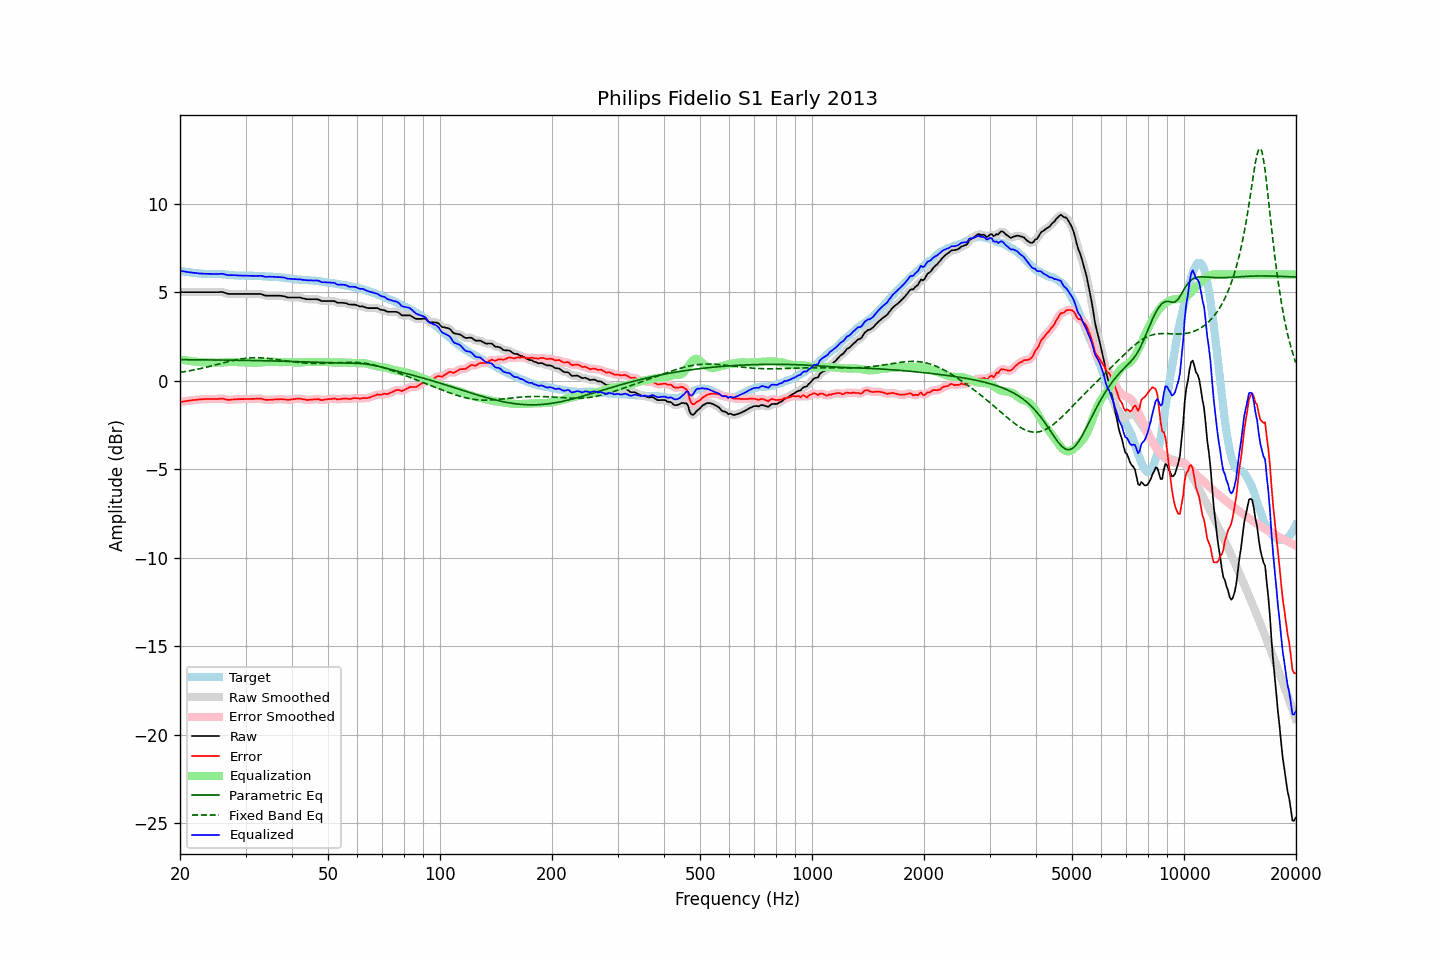 Philips Fidelio S1 Early 2013
Amplitude (dBr)
10
5
0
−5
−10
−15
−20
−25
Target
Raw Smoothed
Error Smoothed
Raw
Error
Equalization
Parametric Eq
Fixed Band Eq
Equalized
20 50 100 200 500 1000 2000 5000 10000 20000
Frequency (Hz)